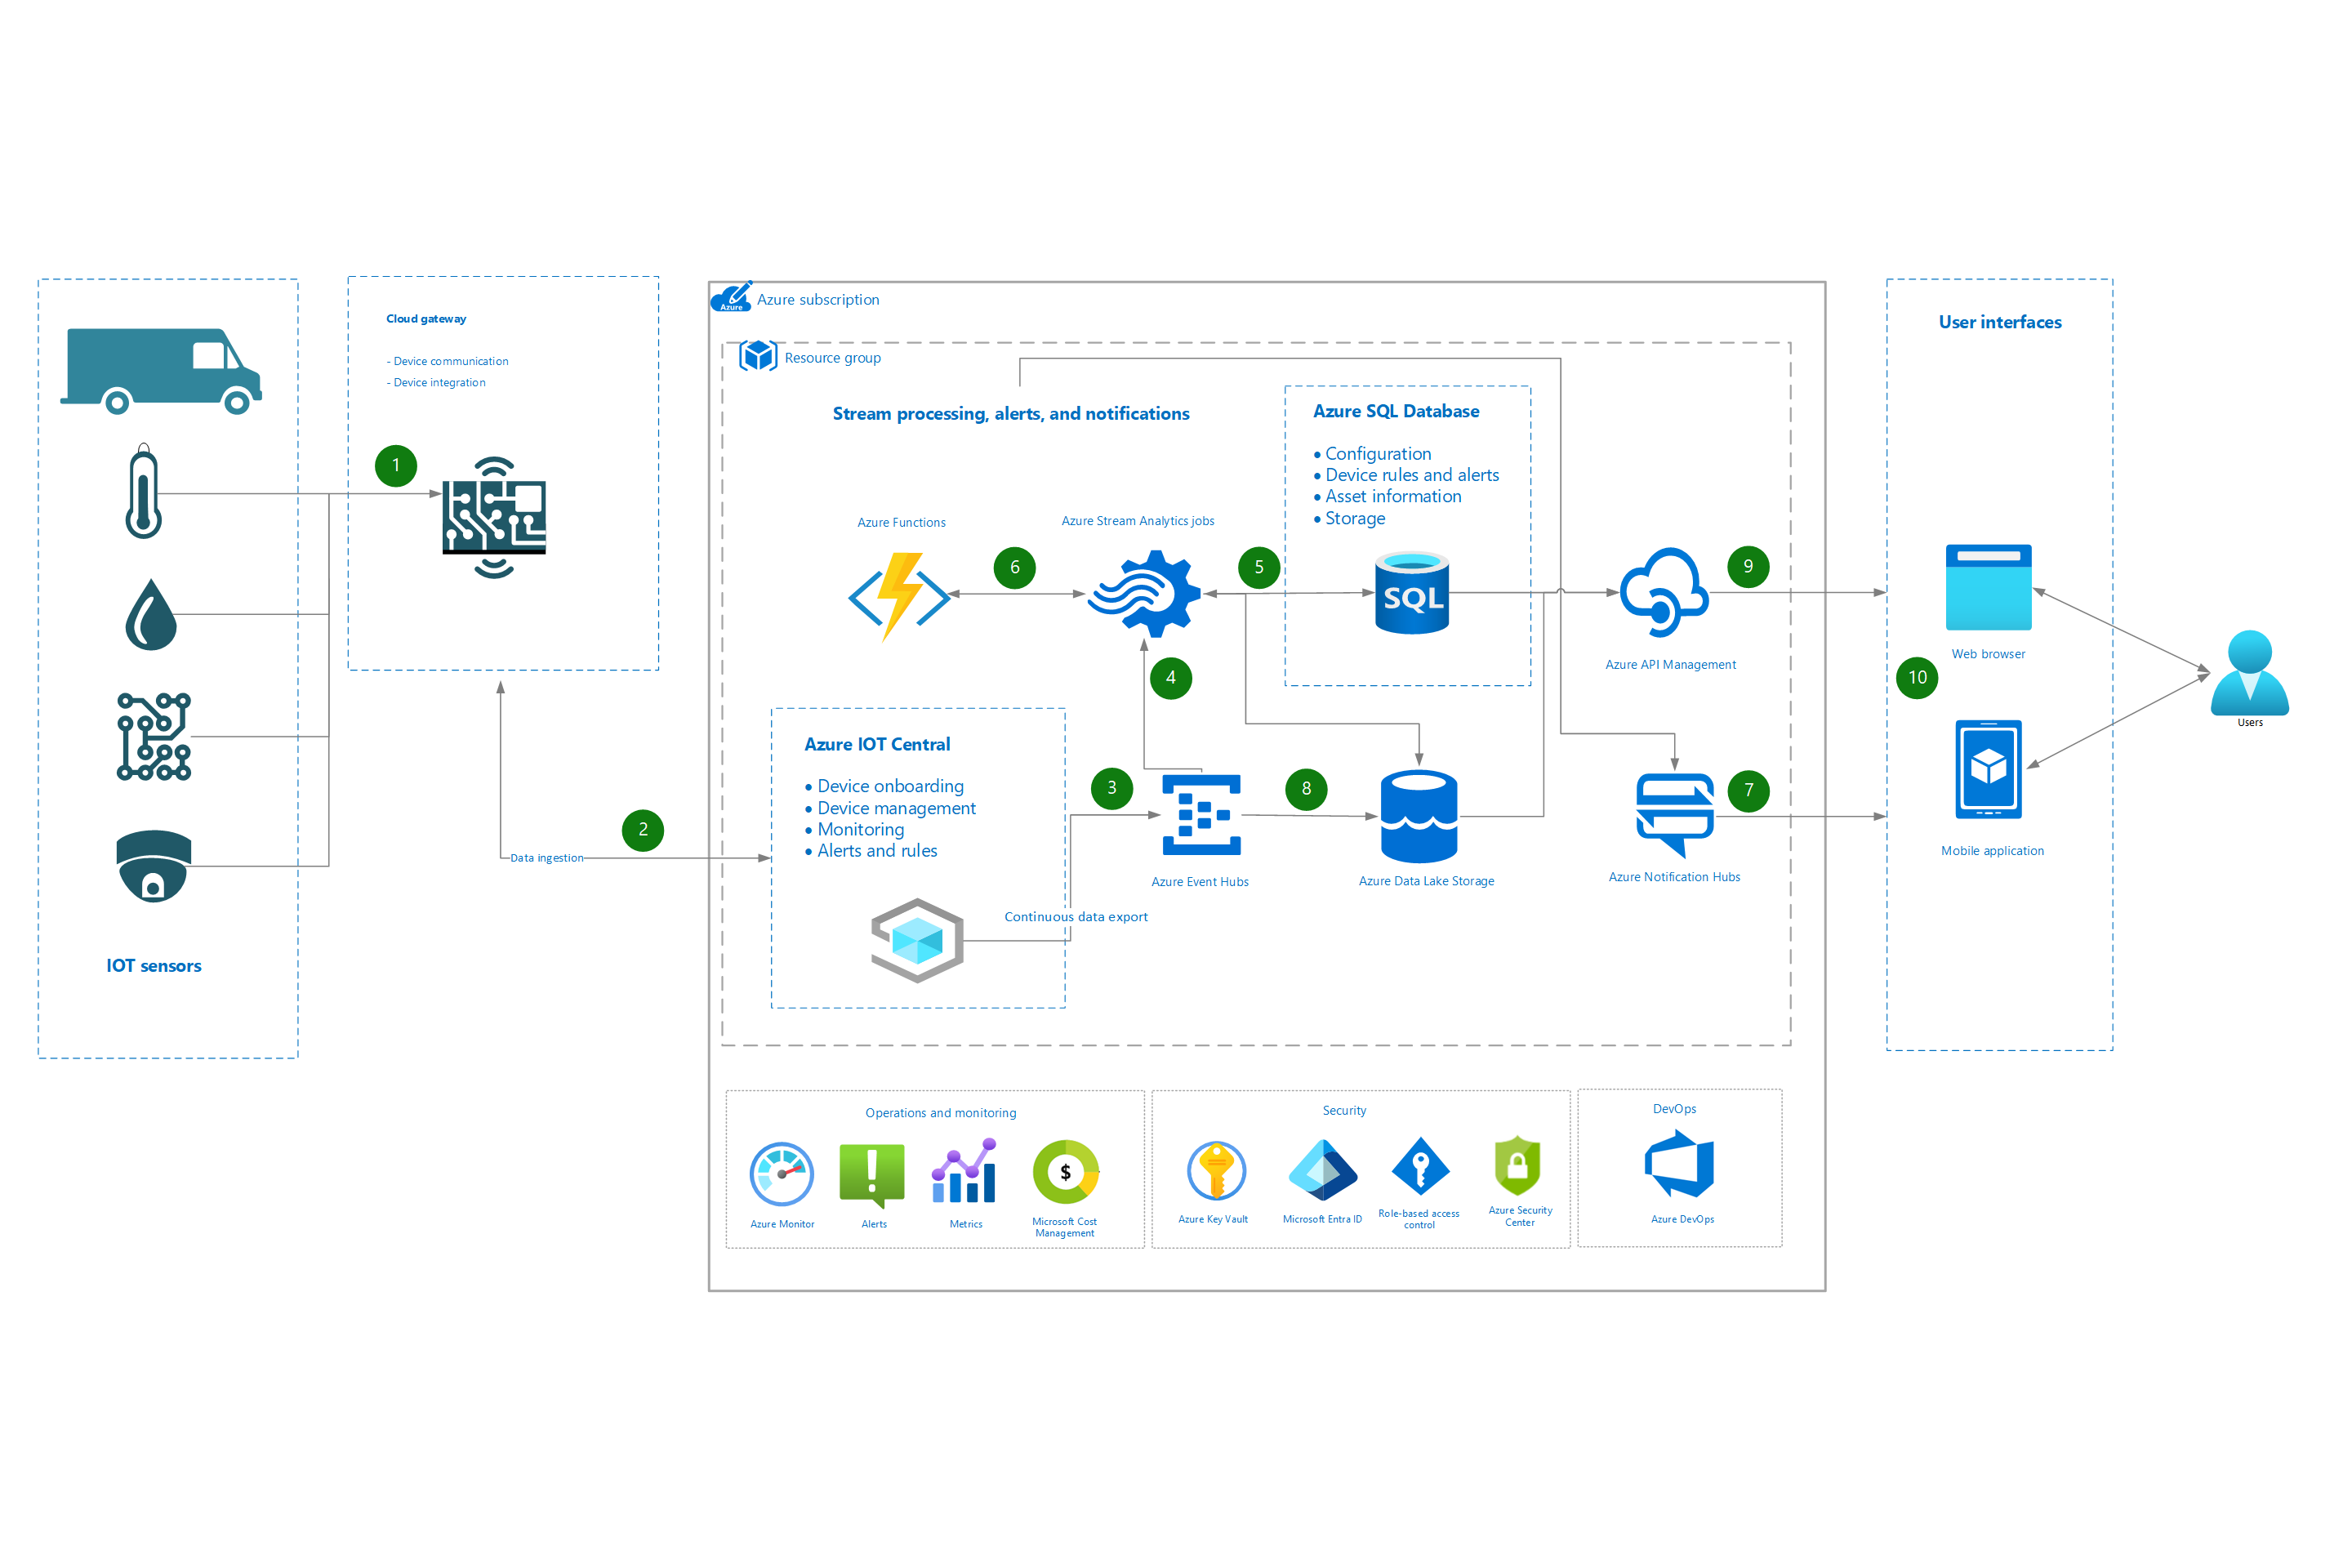 Cloud gateway
- Device communication
- Device integration
1
IOT sensors
2
Data ingestion
Azure
Azure subscription
Resource group
Stream processing, alerts, and notifications
Azure SQL Database
• Configuration
• Device rules and alerts
• Asset information
• Storage
Azure Functions
Azure Stream Analytics jobs
6
5
9
SQL
4
Azure API Management
Azure IOT Central
• Device onboarding
• Device management
• Monitoring
• Alerts and rules
3
8
7
Azure Event Hubs
Azure Data Lake Storage
Azure Notification Hubs
Continuous data export
User interfaces
Web browser
10
Mobile application
Users
Operations and monitoring
$
Azure Monitor
Alerts
Metrics
Microsoft Cost
Management
Security
Azure Key Vault
Microsoft Entra ID
Role-based access
control
Azure Security
Center
DevOps
Azure DevOps